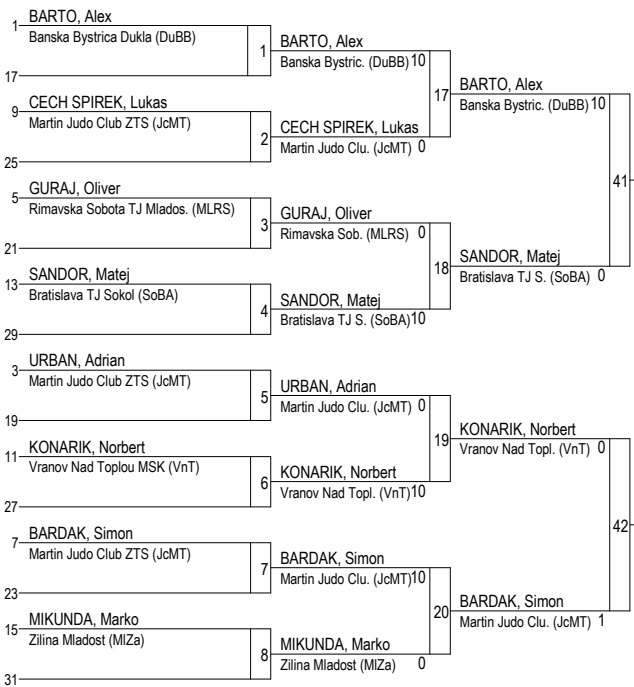 1 BARTO, Alex
Banska Bystrica Dukla (DuBB)
17
1
9 CECH SPIREK, Lukas
Martin Judo Club ZTS (JcMT)
25
2
5 GURAJ, Oliver
Rimavska Sobota TJ Mlados. (MLRS)
21
3
13 SANDOR, Matej
Bratislava TJ Sokol (SoBA)
29
4
3 URBAN, Adrian
Martin Judo Club ZTS (JcMT)
19
5
11 KONARIK, Norbert
Vranov Nad Toplou MSK (VnT)
27
6
7 BARDAK, Simon
Martin Judo Club ZTS (JcMT)
23
7
15 MIKUNDA, Marko
Zilina Mladost (MlZa)
31
8
BARTO, Alex
Banska Bystric. (DuBB) 10
17
CECH SPIREK, Lukas
Martin Judo Clu. (JcMT) 0
GURAJ, Oliver
Rimavska Sob. (MLRS) 0
18
SANDOR, Matej
Bratislava TJ S. (SoBA) 10
URBAN, Adrian
Martin Judo Clu. (JcMT) 0
19
KONARIK, Norbert
Vranov Nad Topl. (VnT) 10
BARDAK, Simon
Martin Judo Clu. (JcMT) 10
20
MIKUNDA, Marko
Zilina Mladost (MlZa) 0
BARTO, Alex
Banska Bystric. (DuBB) 10
41
SANDOR, Matej
Bratislava TJ S. (SoBA) 0
KONARIK, Norbert
Vranov Nad Topl. (VnT) 0
42
BARDAK, Simon
Martin Judo Clu. (JcMT) 1